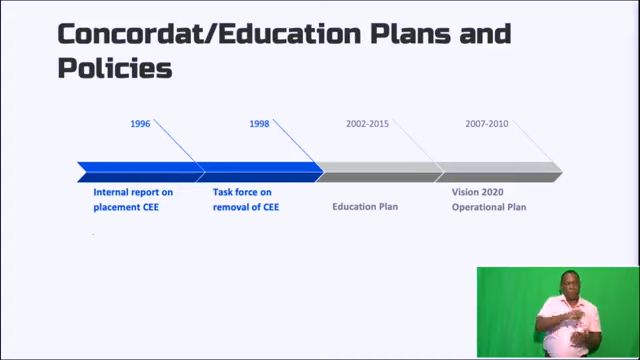 Concordat/Education Plans and
Policies
1996
1998
2002-2015
2007-2010
Internal report on
placement CEE
Task force on
removal of CEE
Education Plan
Vision 2020
Operational Plan